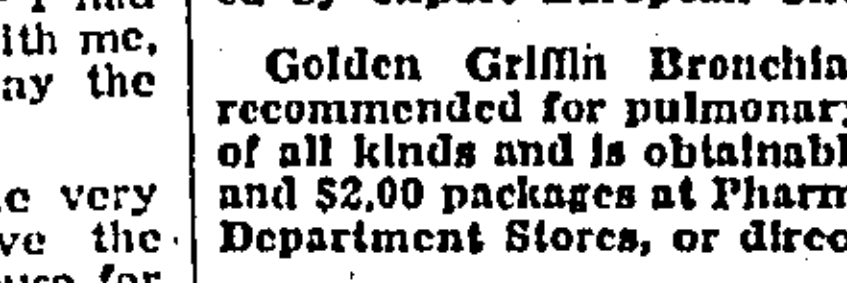 ith me,
ay the
very
ve the
for
Golden Griffin Bronchia
recommended for pulmonary
of all kinds and is obtainabl
and $2.00 packages at Pharm
Department Stores, or direc